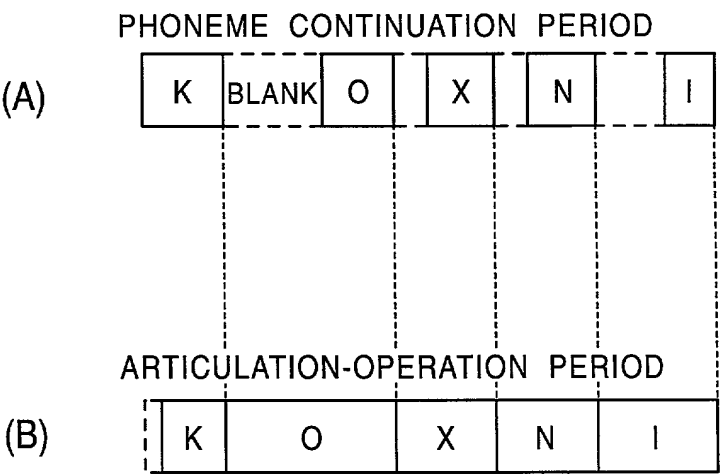 PHONEME CONTINUATION PERIOD
(A) K BLANK O X N I
ARTICULATION-OPERATION PERIOD
(B) K O X N I